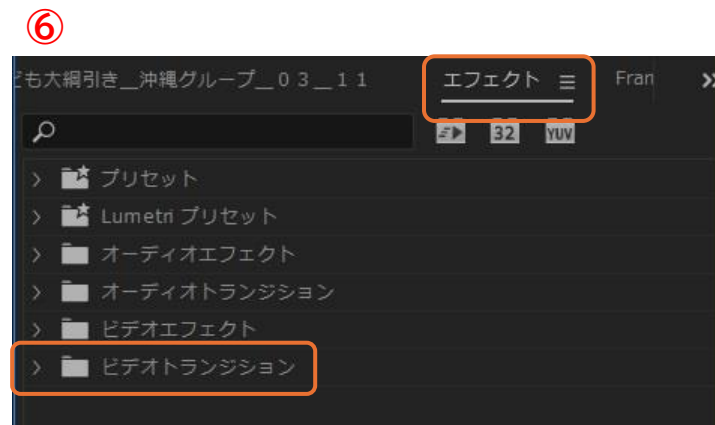 ⑥
ども大綱引き__沖縄グループ__03__11 エフェクト Fran
32 YUV
プリセット
Lumetri プリセット
オーディオエフェクト
オーディオトランジション
ビデオエフェクト
ビデオトランジション